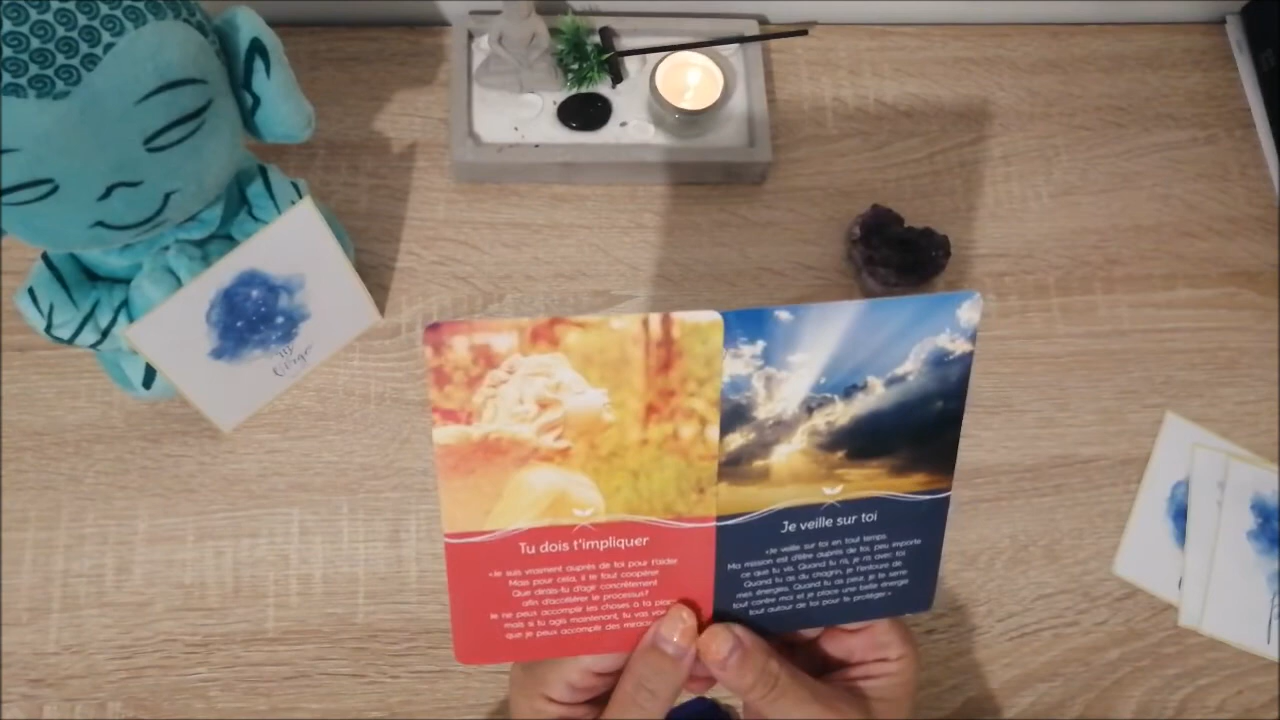 Virgo
Tu dois t'impliquer
«Je suis vraiment auprès de toi pour t'aider.
Mais pour cela, il te faut coopérer.
Que dirais-tu d'agir concrètement
afin d'accélérer le processus?
Je ne peux accomplir les choses à ta place
mais si tu agis maintenant, tu vas
que je peux accomplir des
Je veille sur toi
«Je veille sur toi en tout temps.
Ma mission est d'être auprès de toi, peu importe
ce que tu vis. Quand tu ris, je ris avec toi.
Quand tu as du chagrin, je t'entoure de
mes énergies. Quand tu as peur, je te serre
tout contre moi et je place une belle énergie
tout autour de toi pour te protéger.»